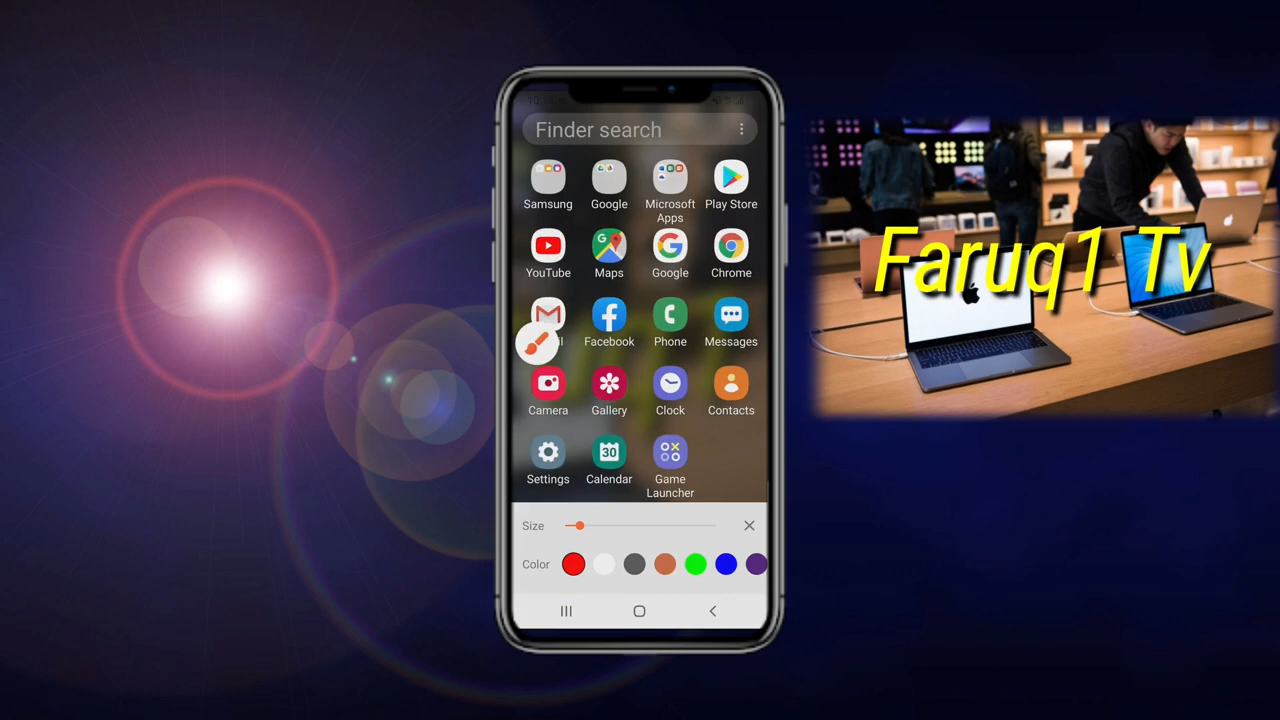 Finder search
Samsung
Google
Microsoft Apps
Play Store
YouTube
Maps
Google
Chrome
Facebook
Phone
Messages
Camera
Gallery
Clock
Contacts
Settings
30
Calendar
Game Launcher
Size
Color
Faruq1 Tv